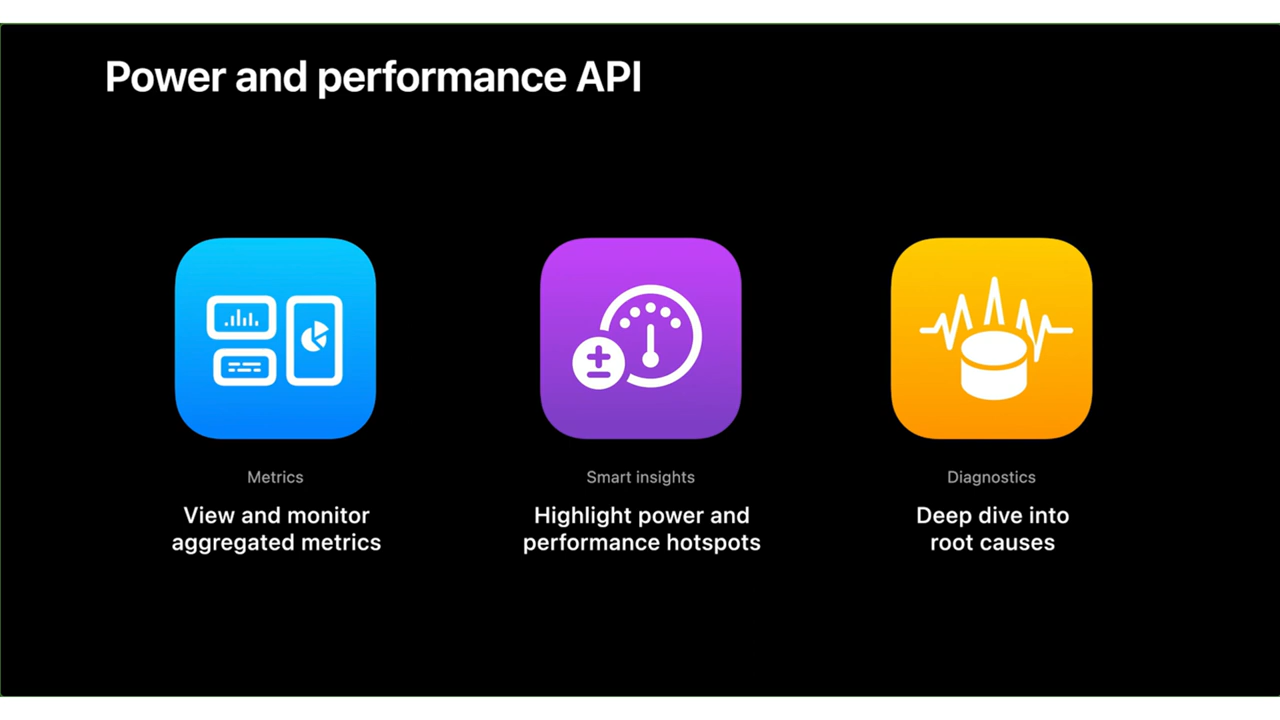 Power and performance API
Metrics
View and monitor
aggregated metrics
Smart insights
Highlight power and
performance hotspots
Diagnostics
Deep dive into
root causes